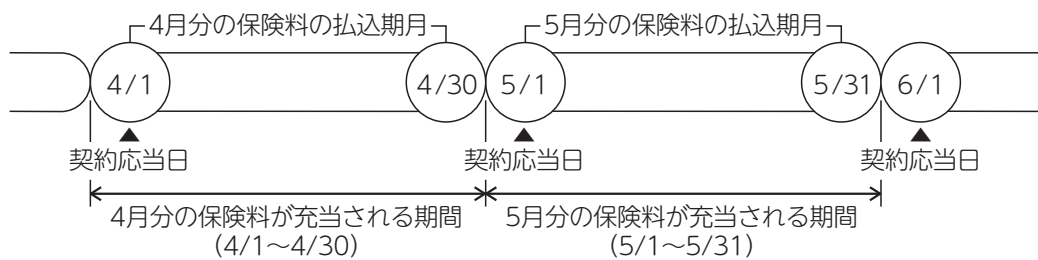 4月分の保険料の払込期月 5月分の保険料の払込期月
4/1 4/30 5/1 5/31 6/1
▲ ▲ ▲
契約応当日 契約応当日 契約応当日
4月分の保険料が充当される期間 5月分の保険料が充当される期間
(4/1～4/30) (5/1～5/31)